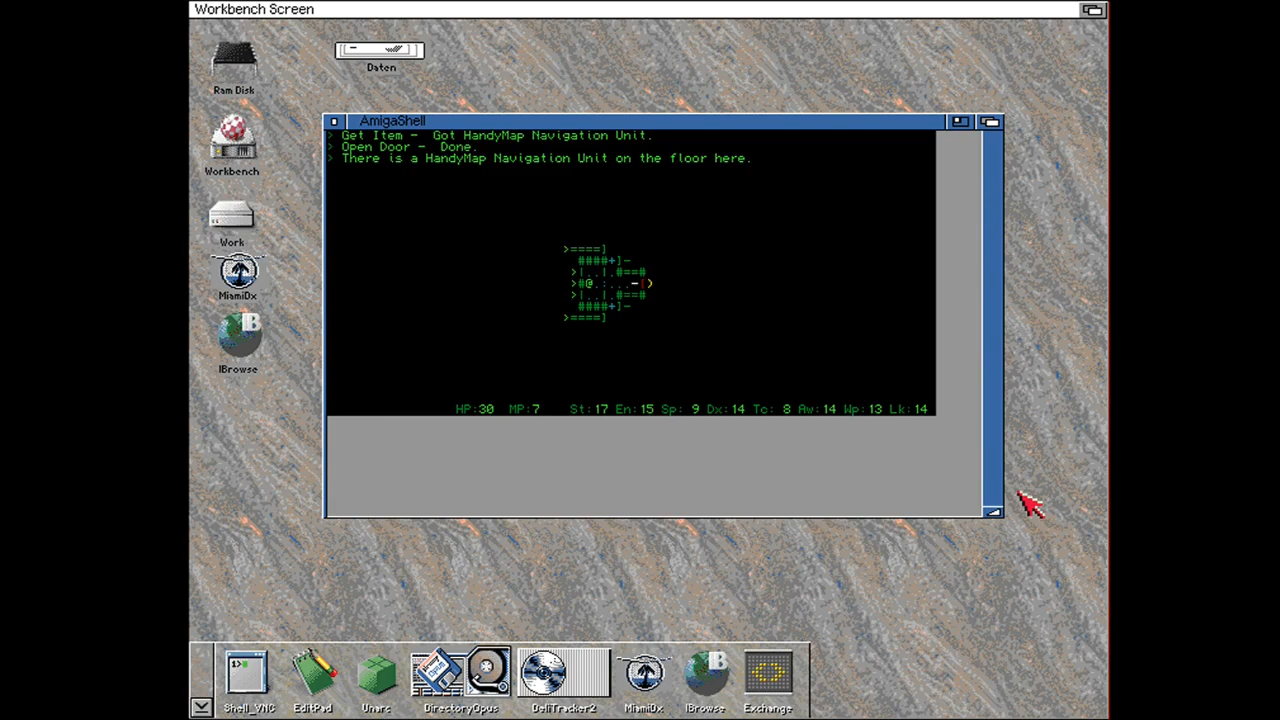 Workbench Screen
Ram Disk
Daten
Workbench
Work
MiamiDx
IBrowse
AmigaShell
> Get Item -  Got HandyMap Navigation Unit.
> Open Door -  Done.
> There is a HandyMap Navigation Unit on the floor here.
>====]
####+]-
>|..|.#==#
>#@.:...-()
>|..|.#==#
####+]-
>====]
HP:30  MP:7    St:17 En:15 Sp: 9 Dx:14 Tc: 8 Aw:14 Wp:13 Lk:14
1>
Shell_VNC
EditPad
Unarc
DirectoryOpus
DeliTracker2
MiamiDx
IBrowse
Exchange